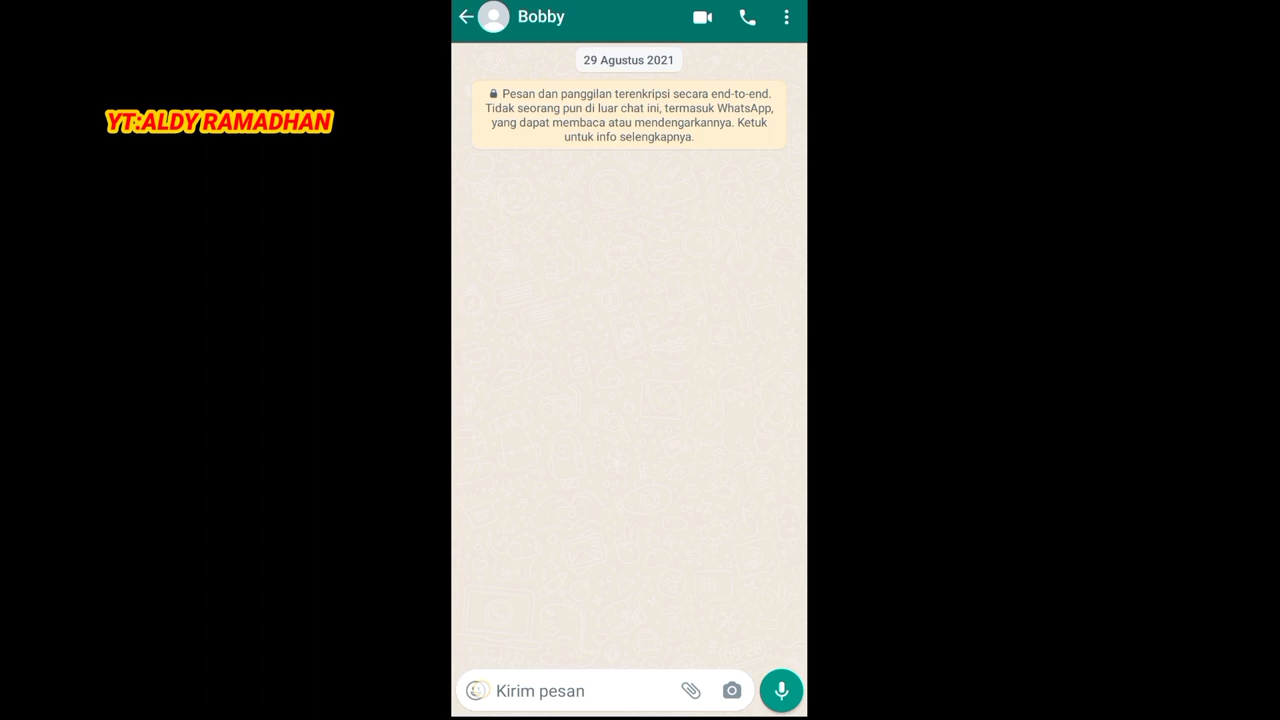 Bobby
29 Agustus 2021
Pesan dan panggilan terenkripsi secara end-to-end.
Tidak seorang pun di luar chat ini, termasuk WhatsApp,
yang dapat membaca atau mendengarkannya. Ketuk
untuk info selengkapnya.
YT:ALDY RAMADHAN
Kirim pesan